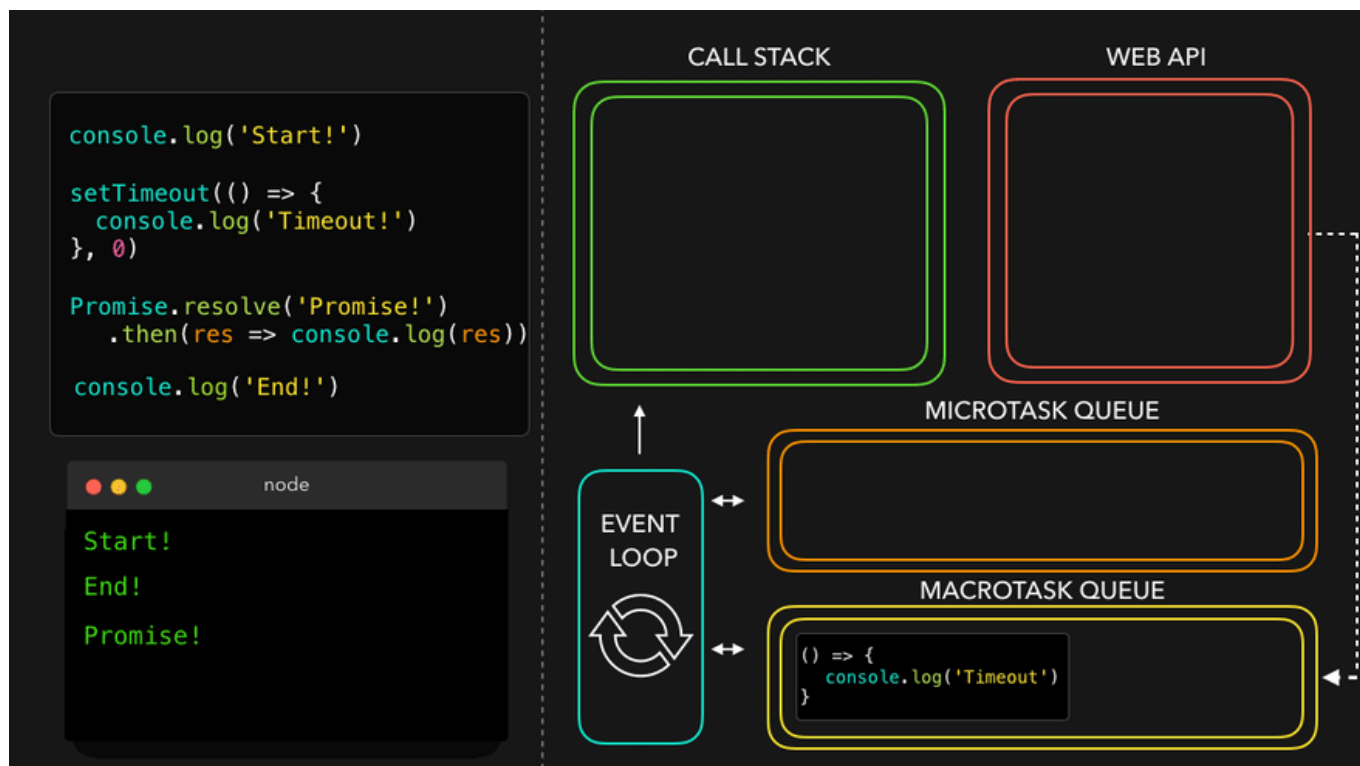 console.log('Start!')
setTimeout(() => {
  console.log('Timeout!')
}, 0)
Promise.resolve('Promise!')
   .then(res => console.log(res))
console.log('End!')
node
Start!
End!
Promise!
CALL STACK
WEB API
MICROTASK QUEUE
EVENT
LOOP
MACROTASK QUEUE
() => {
  console.log('Timeout')
}